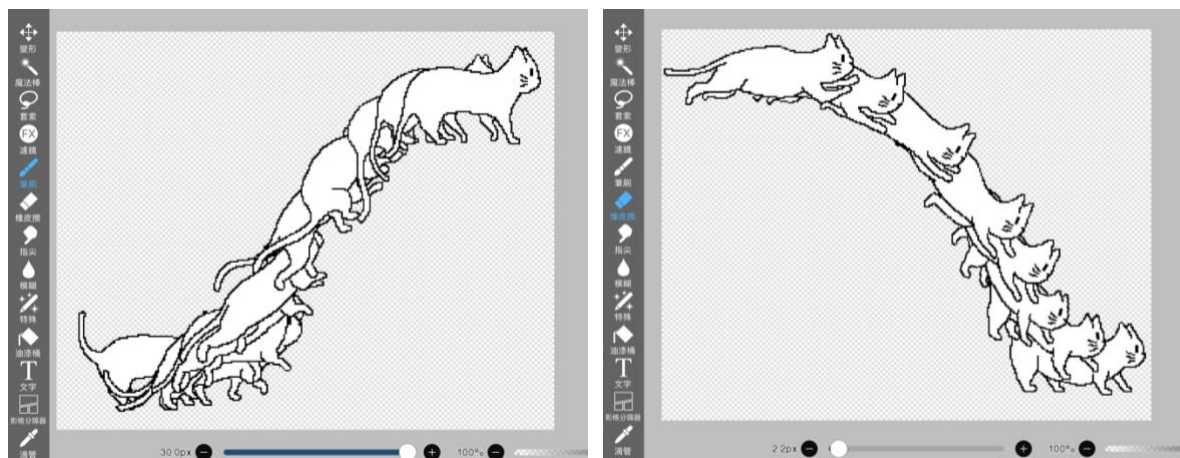 變形
魔法棒
套索
FX
濾鏡
筆刷
橡皮擦
指尖
模糊
特殊
油漆桶
T
文字
影格分隔器
滴管
30.0px
100%
變形
魔法棒
套索
FX
濾鏡
筆刷
橡皮擦
指尖
模糊
特殊
油漆桶
T
文字
影格分隔器
滴管
2.2px
100%